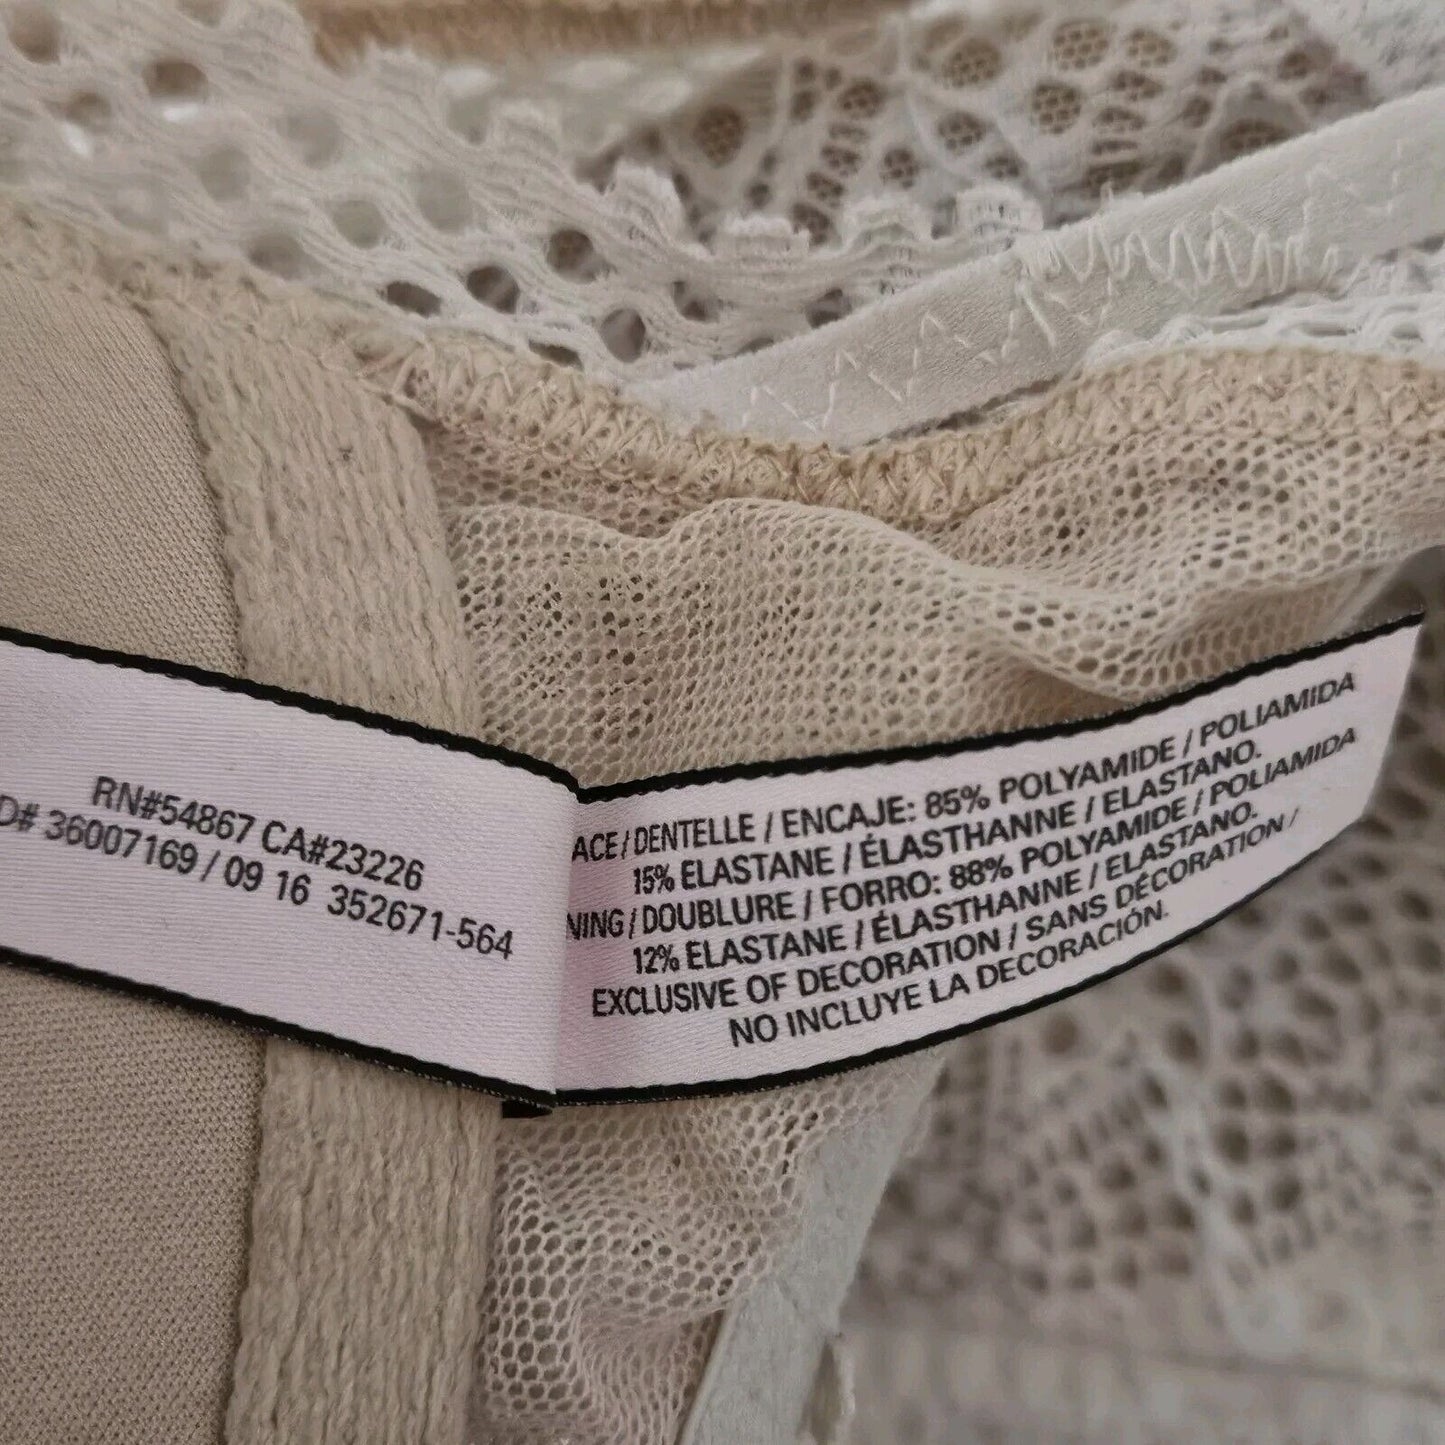 RN#54867 CA#23226
D# 36007169 / 09 16 352671-564
ACE / DENTELLE / ENCAJE: 85% POLYAMIDE / POLIAMIDA
15% ELASTANE / ÉLASTHANNE / ELASTANO.
NING / DOUBLURE / FORRO: 88% POLYAMIDE / POLIAMIDA
12% ELASTANE / ÉLASTHANNE / ELASTANO.
EXCLUSIVE OF DECORATION / SANS DÉCORATION /
NO INCLUYE LA DECORACIÓN.